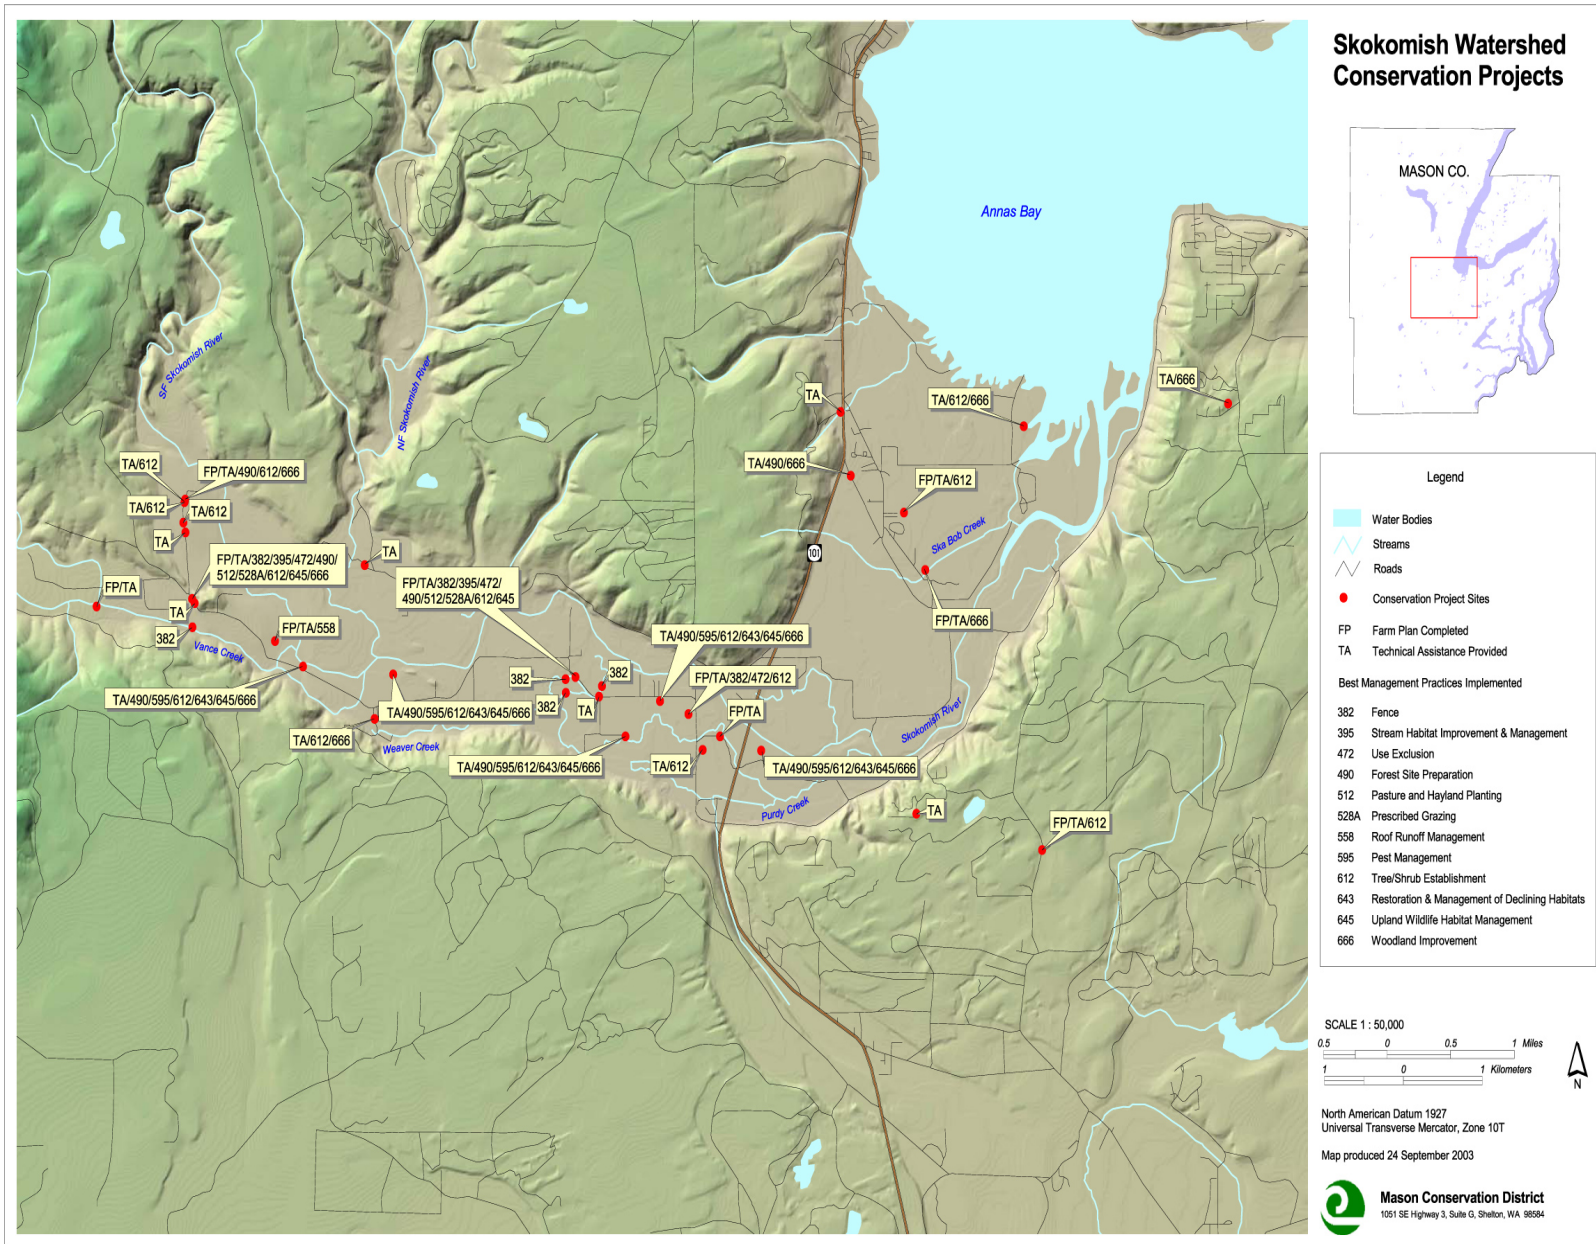 Skokomish Watershed
Conservation Projects
MASON CO.
Annas Bay
SF Skokomish River
NF Skokomish River
TA/666
TA
TA/612/666
TA/612
FP/TA/490/612/666
TA/490/666
FP/TA/612
TA/612
TA/612
TA
Ska Bob Creek
101
TA
FP/TA/382/395/472/490/
512/528A/612/645/666
FP/TA/382/395/472/
490/512/528A/612/645
FP/TA
TA
FP/TA/666
382
FP/TA/558
TA/490/595/612/643/645/666
Vance Creek
FP/TA/382/472/612
382
382
TA/490/595/612/643/645/666
382
TA
TA/490/595/612/643/645/666
FP/TA
Skokomish River
TA/612/666
Weaver Creek
TA/490/595/612/643/645/666
TA/612
TA/490/595/612/643/645/666
Purdy Creek
TA
FP/TA/612
Legend
Water Bodies
Streams
Roads
Conservation Project Sites
FP Farm Plan Completed
TA Technical Assistance Provided
Best Management Practices Implemented
382 Fence
395 Stream Habitat Improvement & Management
472 Use Exclusion
490 Forest Site Preparation
512 Pasture and Hayland Planting
528A Prescribed Grazing
558 Roof Runoff Management
595 Pest Management
612 Tree/Shrub Establishment
643 Restoration & Management of Declining Habitats
645 Upland Wildlife Habitat Management
666 Woodland Improvement
SCALE 1 : 50,000
0.5 0 0.5 1 Miles
1 0 1 Kilometers
N
North American Datum 1927
Universal Transverse Mercator, Zone 10T
Map produced 24 September 2003
Mason Conservation District
1051 SE Highway 3, Suite G, Shelton, WA 98584